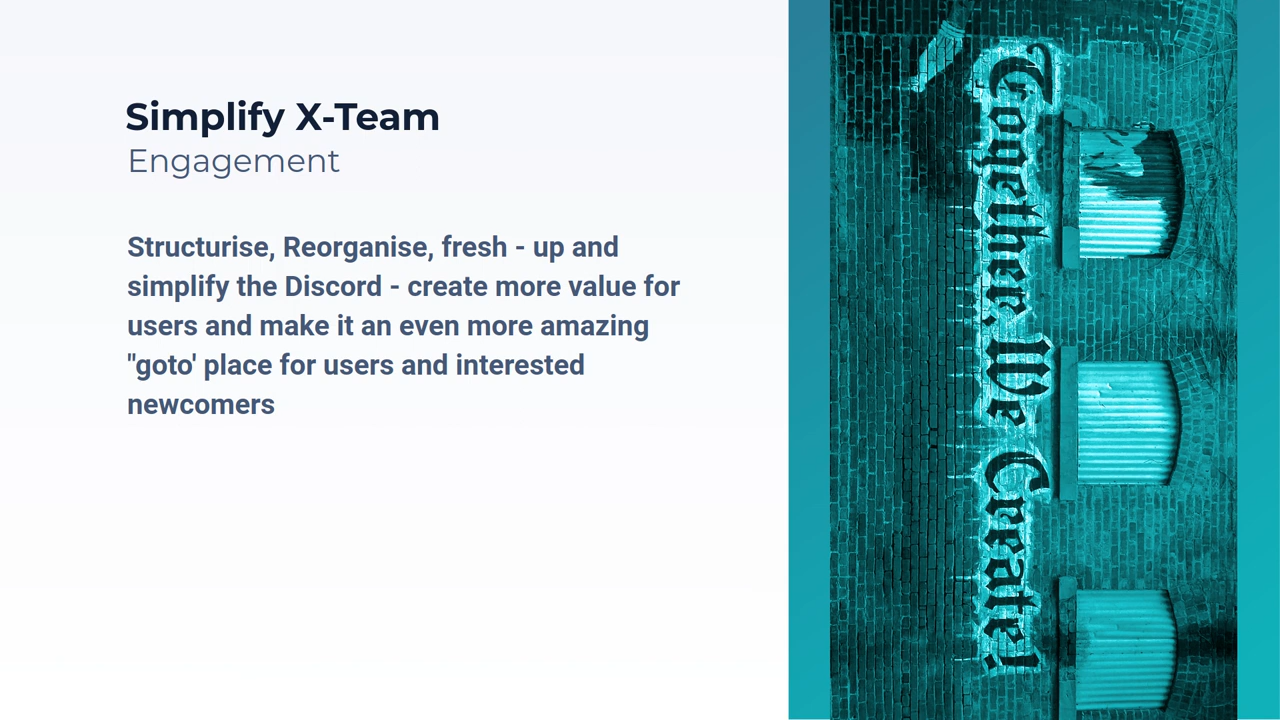 Simplify X-Team
Engagement
Structurise, Reorganise, fresh - up and
simplify the Discord - create more value for
users and make it an even more amazing
"goto' place for users and interested
newcomers
Together, We Create!